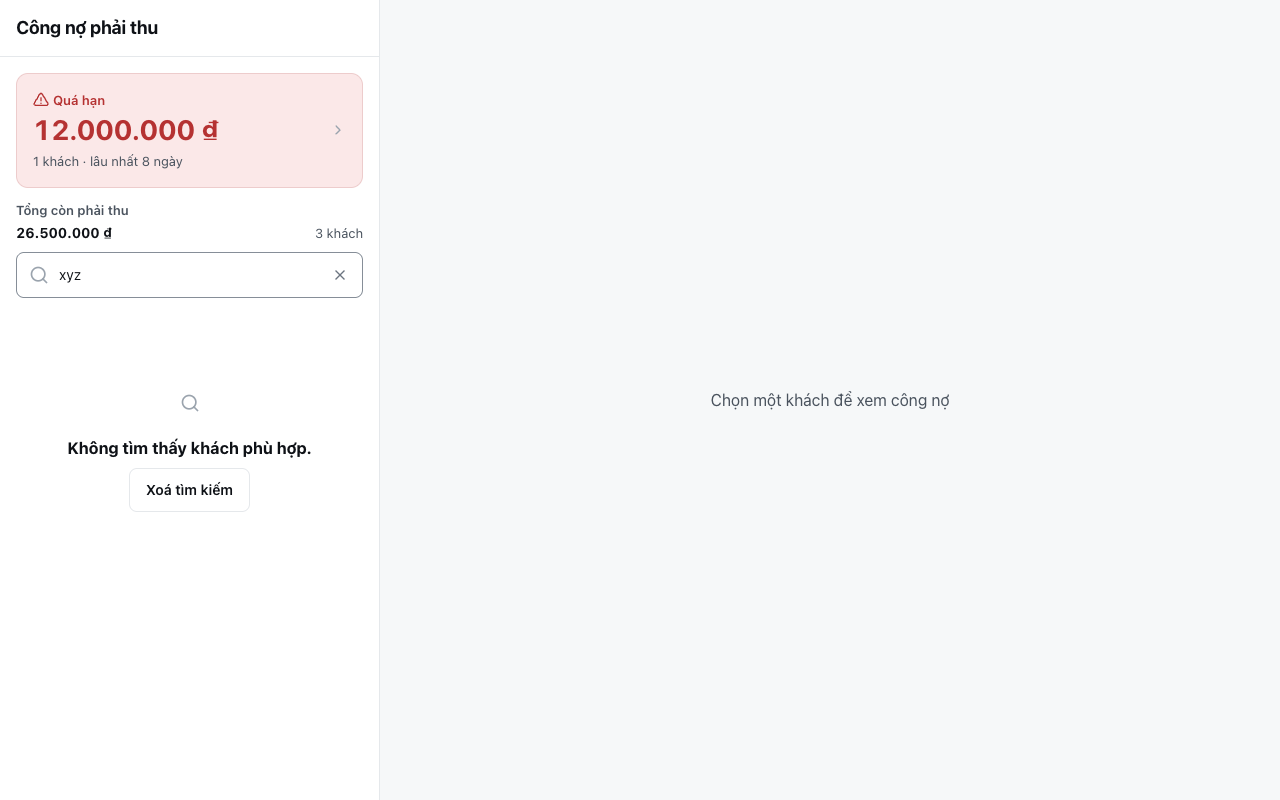 Công nợ phải thu
Quá hạn
12.000.000 ₫
1 khách · lâu nhất 8 ngày
Tổng còn phải thu
26.500.000 ₫
3 khách
xyz
Không tìm thấy khách phù hợp.
Xoá tìm kiếm
Chọn một khách để xem công nợ